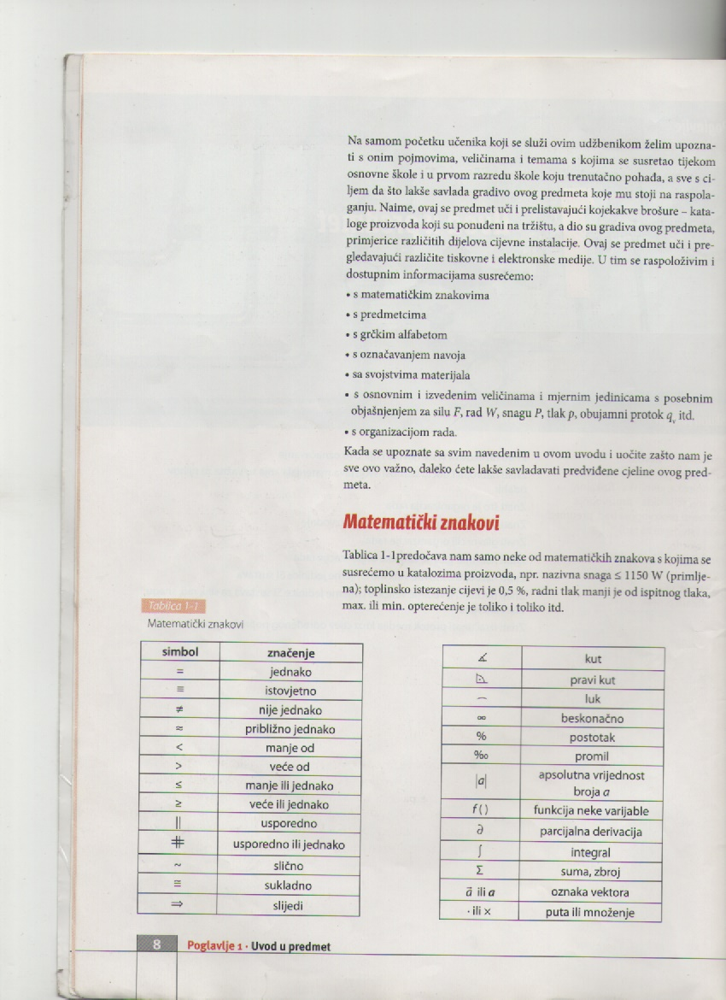 Na samom početku učenika koji se služi ovim udžbenikom želim upozna-
ti s onim pojmovima, veličinama i temama s kojima se susretao tijekom
osnovne škole i u prvom razredu škole koju trenutačno pohađa, a sve s ci-
ljem da što lakše savlada gradivo ovog predmeta koje mu stoji na raspola-
ganju. Naime, ovaj se predmet uči i prelistavajući kojekakve brošure – kata-
loge proizvoda koji su ponuđeni na tržištu, a dio su gradiva ovog predmeta,
primjerice različitih dijelova cijevne instalacije. Ovaj se predmet uči i pre-
gledavajući različite tiskovne i elektronske medije. U tim se raspoloživim i
dostupnim informacijama susrećemo:
• s matematičkim znakovima
• s predmetcima
• s grčkim alfabetom
• s označavanjem navoja
• sa svojstvima materijala
• s osnovnim i izvedenim veličinama i mjernim jedinicama s posebnim
objašnjenjem za silu F, rad W, snagu P, tlak p, obujamni protok qᵥ itd.
• s organizacijom rada.
Kada se upoznate sa svim navedenim u ovom uvodu i uočite zašto nam je
sve ovo važno, daleko ćete lakše savladavati predviđene cjeline ovog pred-
meta.
Matematički znakovi
Tablica 1-1predočava nam samo neke od matematičkih znakova s kojima se
susrećemo u katalozima proizvoda, npr. nazivna snaga ≤ 1150 W (primlje-
na); toplinsko istezanje cijevi je 0,5 %, radni tlak manji je od ispitnog tlaka,
max. ili min. opterećenje je toliko i toliko itd.
Tablica 1-1
Matematički znakovi
simbol značenje
= jednako
≡ istovjetno
≠ nije jednako
≈ približno jednako
< manje od
> veće od
≤ manje ili jednako
≥ veće ili jednako
|| usporedno
⋕ usporedno ili jednako
~ slično
≅ sukladno
⇒ slijedi
∡ kut
⊾ pravi kut
⌒ luk
∞ beskonačno
% postotak
‰ promil
|a| apsolutna vrijednost
broja a
f ( ) funkcija neke varijable
∂ parcijalna derivacija
∫ integral
Σ suma, zbroj
a⃗ ili a oznaka vektora
· ili × puta ili množenje
8 Poglavlje 1 · Uvod u predmet